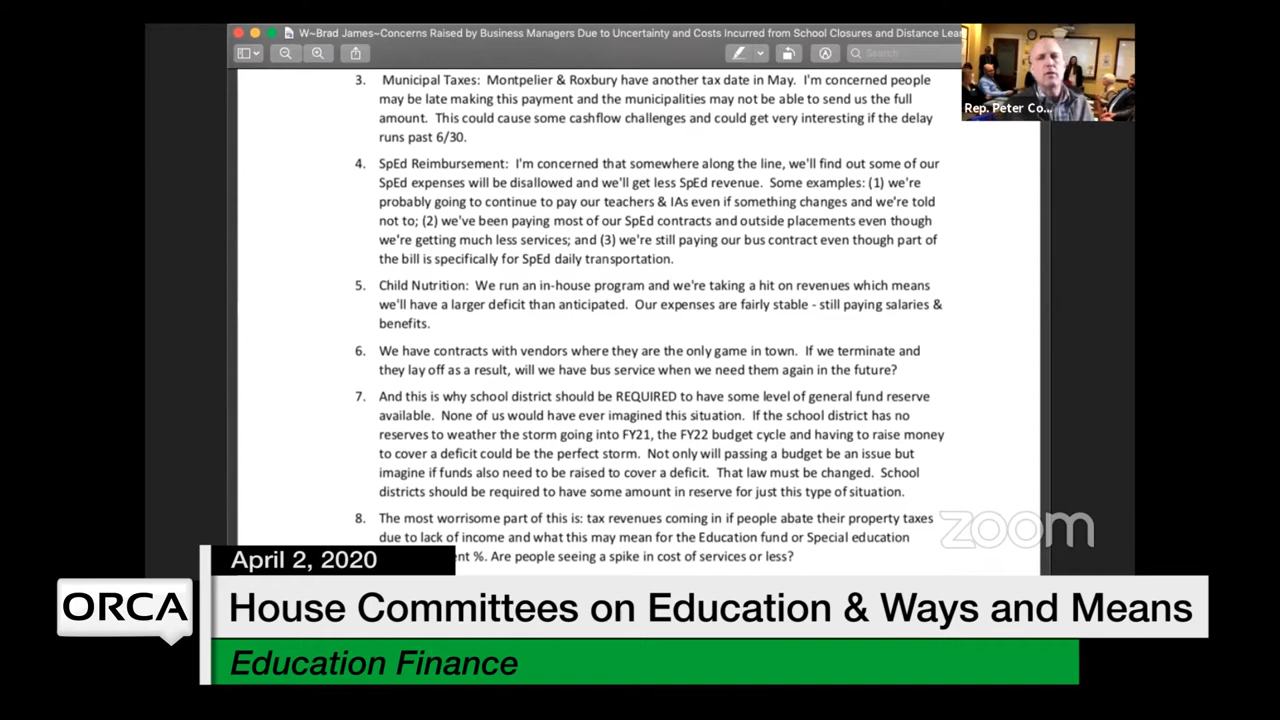 W~Brad James~Concerns Raised by Business Managers Due to Uncertainty and Costs Incurred from School Closures and Distance Lear
Search
Rep. Peter Co...
3. Municipal Taxes: Montpelier & Roxbury have another tax date in May. I'm concerned people
may be late making this payment and the municipalities may not be able to send us the full
amount. This could cause some cashflow challenges and could get very interesting if the delay
runs past 6/30.
4. SpEd Reimbursement: I'm concerned that somewhere along the line, we'll find out some of our
SpEd expenses will be disallowed and we'll get less SpEd revenue. Some examples: (1) we're
probably going to continue to pay our teachers & IAs even if something changes and we're told
not to; (2) we've been paying most of our SpEd contracts and outside placements even though
we're getting much less services; and (3) we're still paying our bus contract even though part of
the bill is specifically for SpEd daily transportation.
5. Child Nutrition: We run an in-house program and we're taking a hit on revenues which means
we'll have a larger deficit than anticipated. Our expenses are fairly stable - still paying salaries &
benefits.
6. We have contracts with vendors where they are the only game in town. If we terminate and
they lay off as a result, will we have bus service when we need them again in the future?
7. And this is why school district should be REQUIRED to have some level of general fund reserve
available. None of us would have ever imagined this situation. If the school district has no
reserves to weather the storm going into FY21, the FY22 budget cycle and having to raise money
to cover a deficit could be the perfect storm. Not only will passing a budget be an issue but
imagine if funds also need to be raised to cover a deficit. That law must be changed. School
districts should be required to have some amount in reserve for just this type of situation.
8. The most worrisome part of this is: tax revenues coming in if people abate their property taxes
due to lack of income and what this may mean for the Education fund or Special education
ent %. Are people seeing a spike in cost of services or less?
zoom
April 2, 2020
ORCA
House Committees on Education & Ways and Means
Education Finance